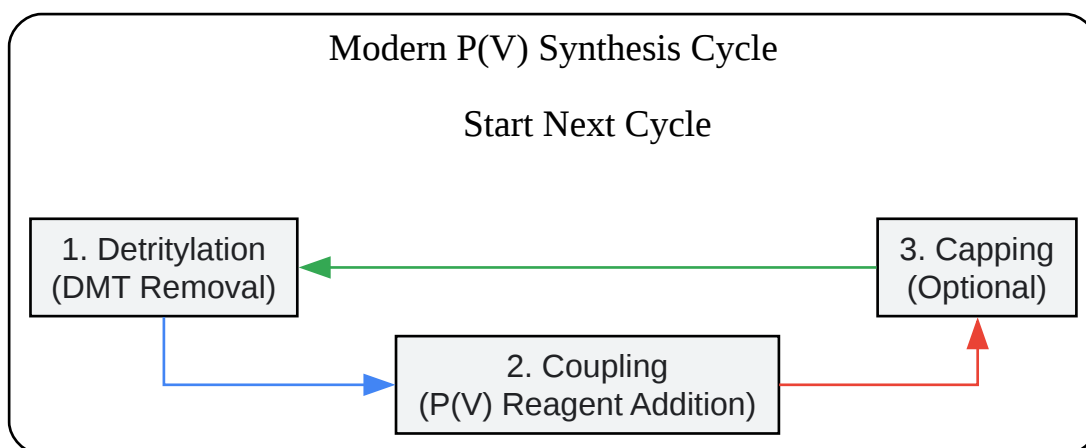 Modern P(V) Synthesis Cycle
Start Next Cycle
1. Detritylation
(DMT Removal)
3. Capping
(Optional)
2. Coupling
(P(V) Reagent Addition)